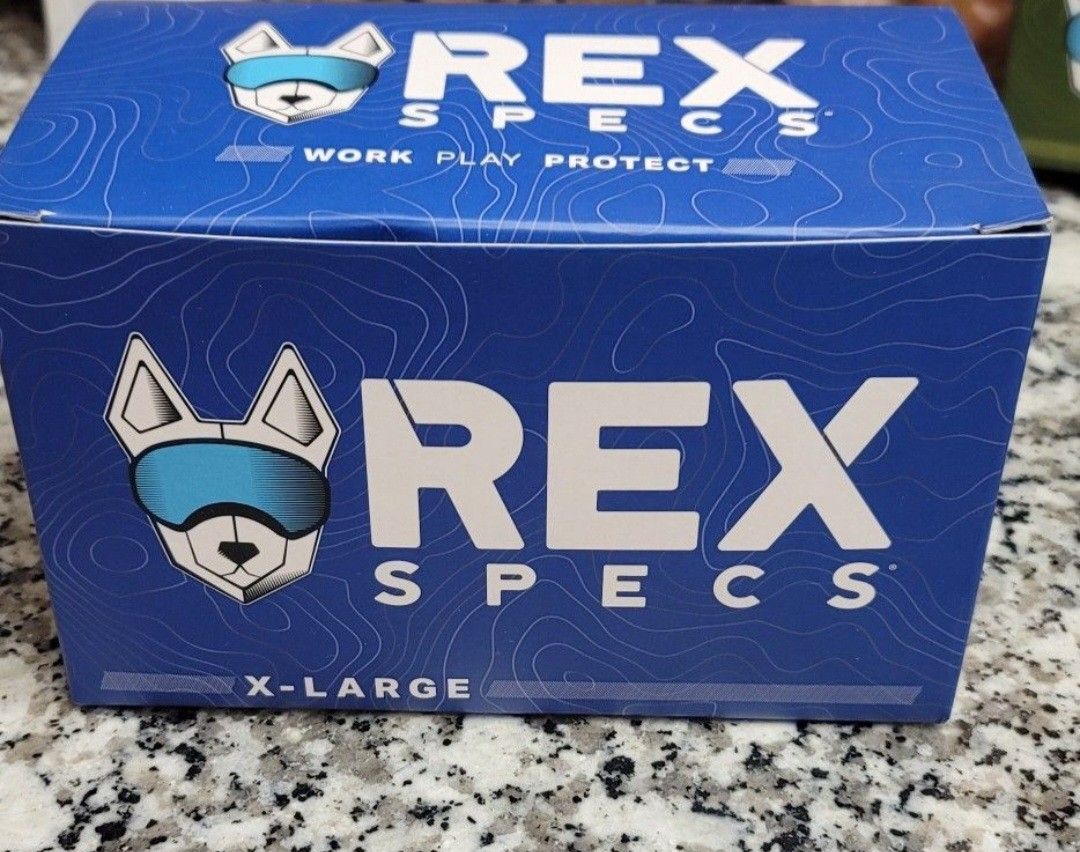 REX
SPECS
WORK PLAY PROTECT
REX
SPECS
X-LARGE